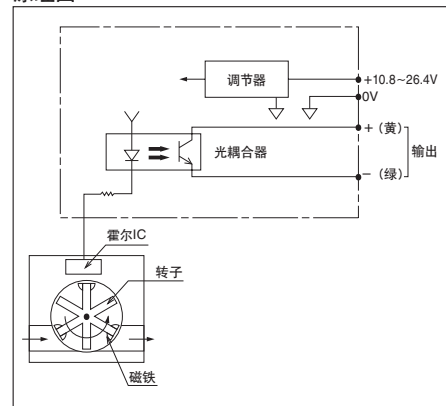 调节器
+10.8~26.4V
0V
+（黄）
光耦合器
输出
−（绿）
霍尔IC
转子
磁铁